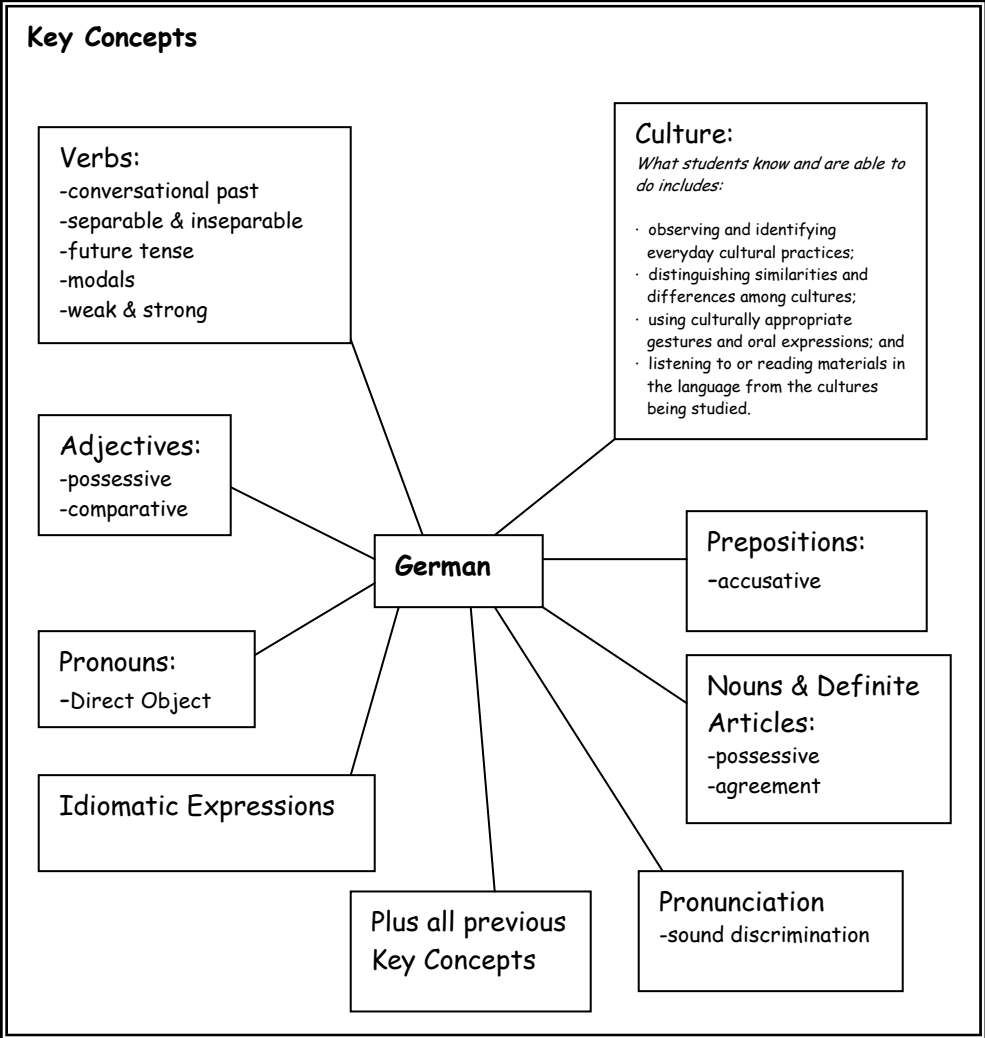 Key Concepts
Verbs:
-conversational past
-separable & inseparable
-future tense
-modals
-weak & strong
Culture:
What students know and are able to
do includes:
· observing and identifying
everyday cultural practices;
· distinguishing similarities and
differences among cultures;
· using culturally appropriate
gestures and oral expressions; and
· listening to or reading materials in
the language from the cultures
being studied.
Adjectives:
-possessive
-comparative
German
Prepositions:
-accusative
Pronouns:
-Direct Object
Nouns & Definite
Articles:
-possessive
-agreement
Idiomatic Expressions
Plus all previous
Key Concepts
Pronunciation
-sound discrimination